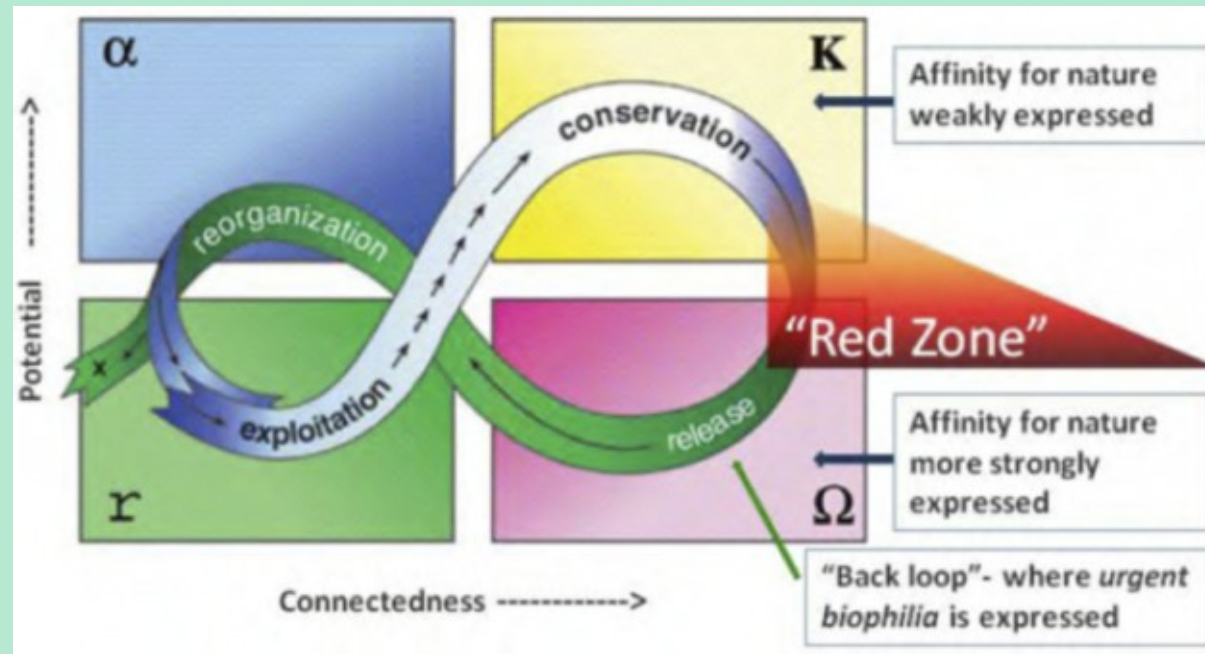 α
K
Affinity for nature
weakly expressed
conservation
reorganization
Potential ---------->
"Red Zone"
x
exploitation
release
Affinity for nature
more strongly
expressed
r
Ω
"Back loop"- where urgent
biophilia is expressed
Connectedness ------------->